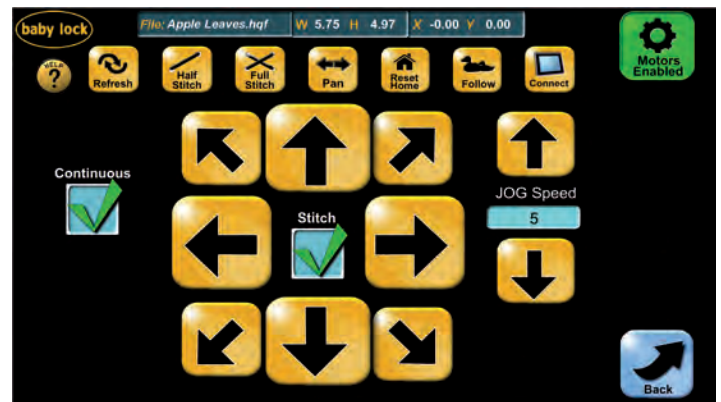 baby lock
File: Apple Leaves.hqf W 5.75 H 4.97 X -0.00 Y 0.00
HELP
?
Refresh
Half
Stitch
Full
Stitch
Pan
Reset
Home
Follow
Connect
Motors
Enabled
Continuous
Stitch
JOG Speed
5
Back